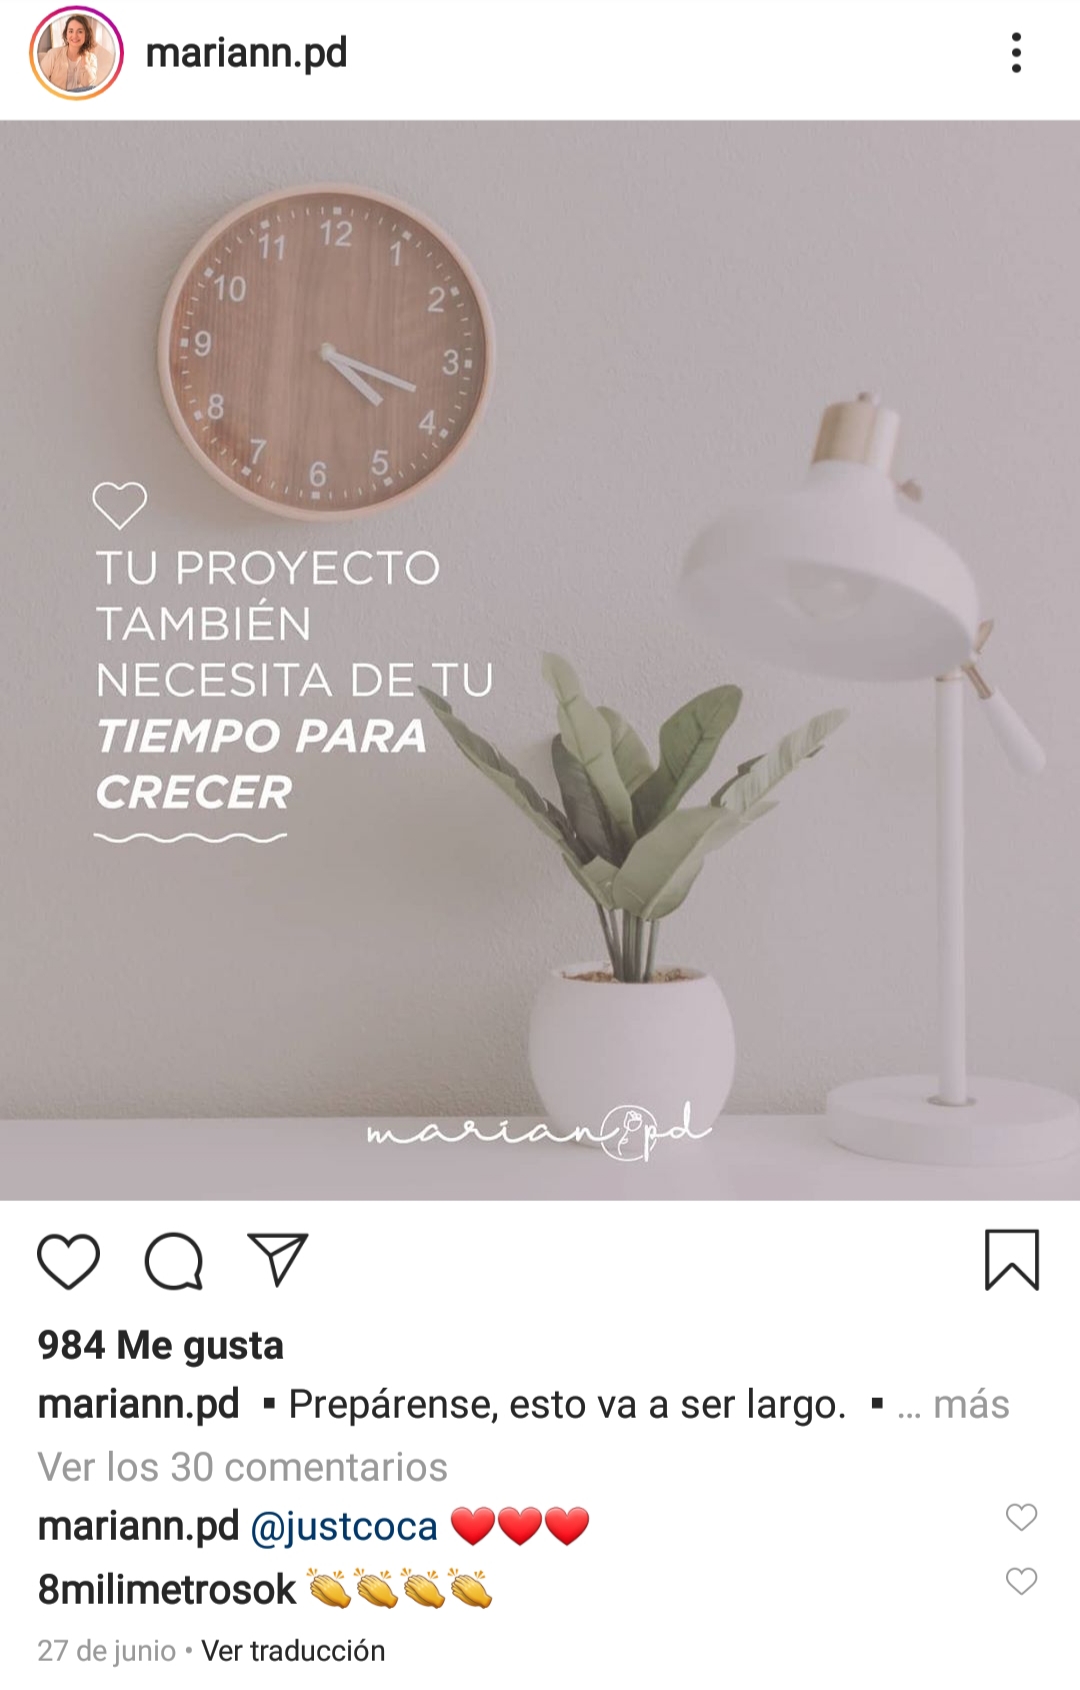 mariann.pd
12
11
1
10
2
9
3
8
4
7
5
6
TU PROYECTO
TAMBIÉN
NECESITA DE TU
TIEMPO PARA
CRECER
marian pd
984 Me gusta
mariann.pd ▪ Prepárense, esto va a ser largo. ▪ ... más
Ver los 30 comentarios
mariann.pd @justcoca ❤️❤️❤️
8milimetrosok 👏👏👏👏
27 de junio • Ver traducción